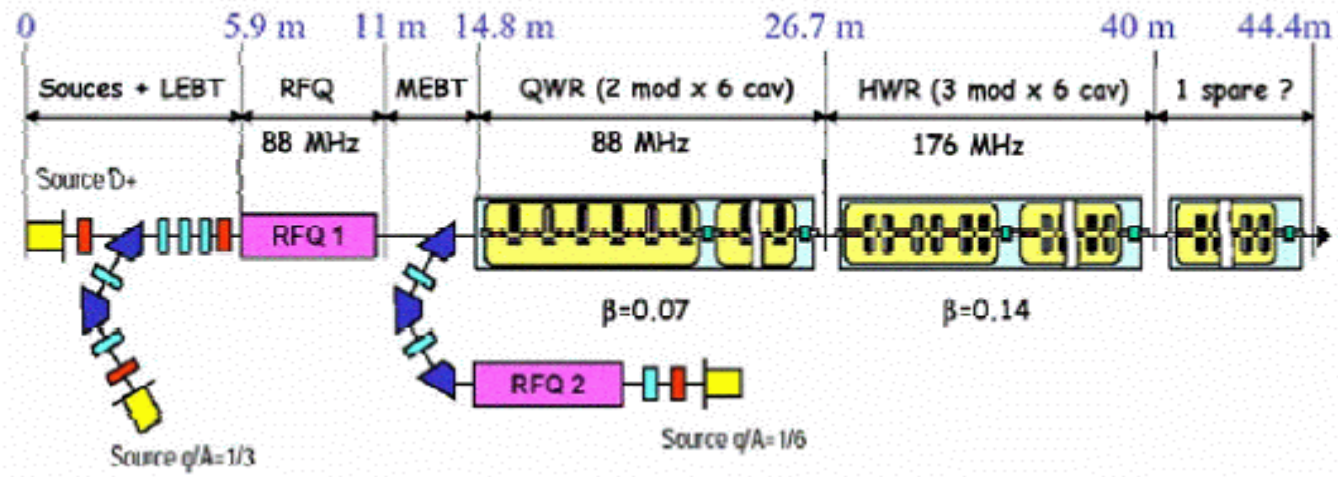 0 5.9 m 11 m 14.8 m 26.7 m 40 m 44.4m
Souces + LEBT RFQ MEBT QWR (2 mod x 6 cav) HWR (3 mod x 6 cav) 1 spare ?
88 MHz 88 MHz 176 MHz
Source D+
RFQ 1
β=0.07 β=0.14
RFQ 2
Source q/A=1/6
Source q/A=1/3